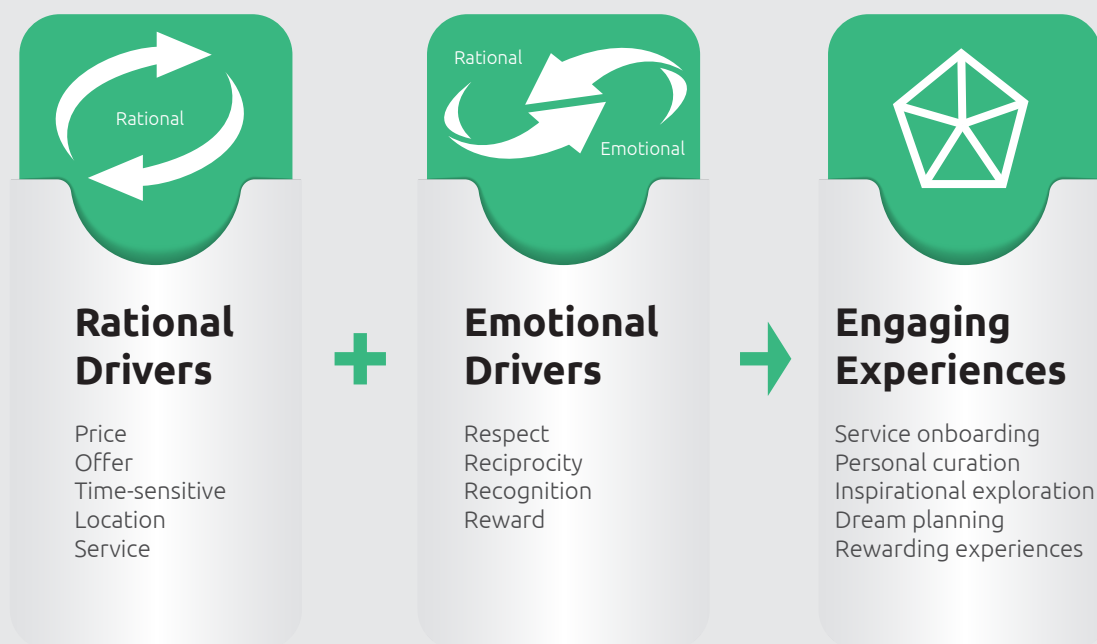 Rational
Rational
Emotional
Rational
Drivers
Price
Offer
Time-sensitive
Location
Service
Emotional
Drivers
Respect
Reciprocity
Recognition
Reward
Engaging
Experiences
Service onboarding
Personal curation
Inspirational exploration
Dream planning
Rewarding experiences